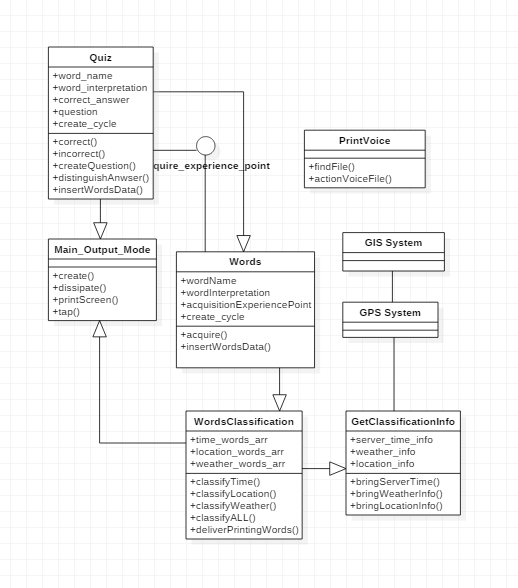 Quiz
+word_name
+word_interpretation
+correct_answer
+question
+create_cycle
+correct()
+incorrect()
+createQuestion()
+distinguishAnwser()
+insertWordsData()
quire_experience_point
PrintVoice
+findFile()
+actionVoiceFile()
Main_Output_Mode
+create()
+dissipate()
+printScreen()
+tap()
Words
+wordName
+wordInterpretation
+acquisitionExperiencePoint
+create_cycle
+acquire()
+insertWordsData()
GIS System
GPS System
WordsClassification
+time_words_arr
+location_words_arr
+weather_words_arr
+classifyTime()
+classifyLocation()
+classifyWeather()
+classifyALL()
+deliverPrintingWords()
GetClassificationInfo
+server_time_info
+weather_info
+location_info
+bringServerTime()
+bringWeatherInfo()
+bringLocationInfo()